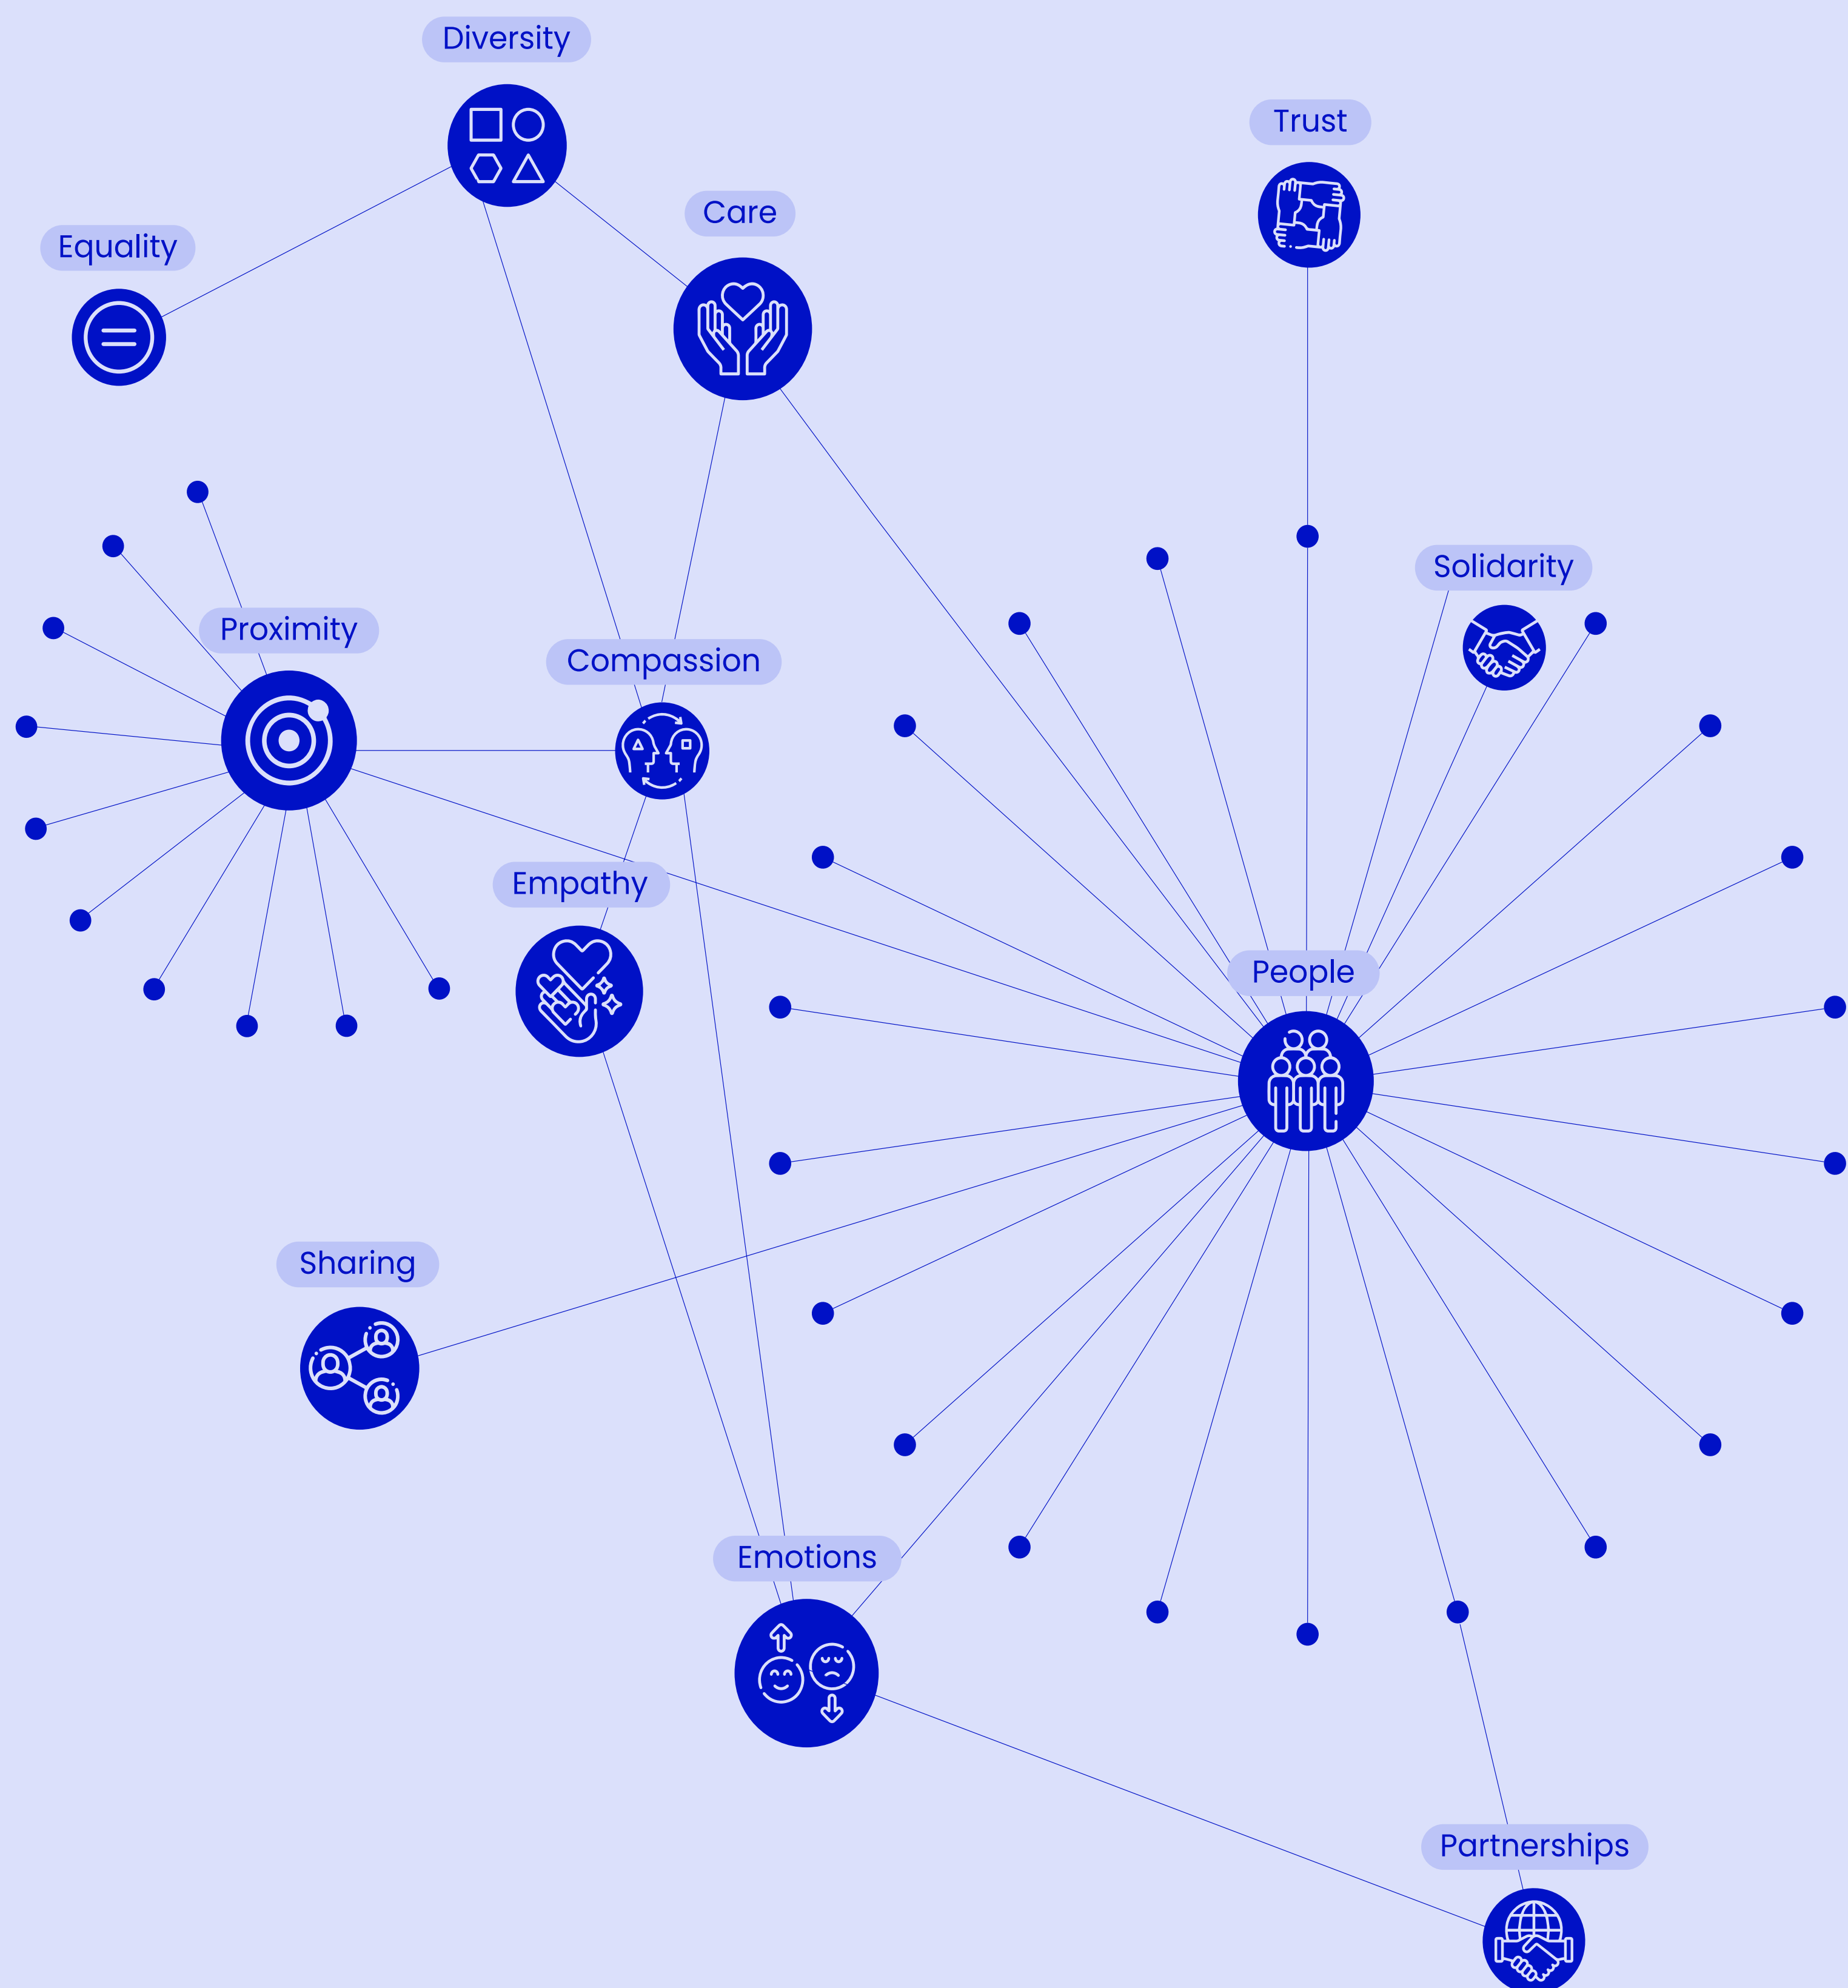 Diversity
Trust
Care
Equality
Solidarity
Proximity
Compassion
Empathy
People
Sharing
Emotions
Partnerships